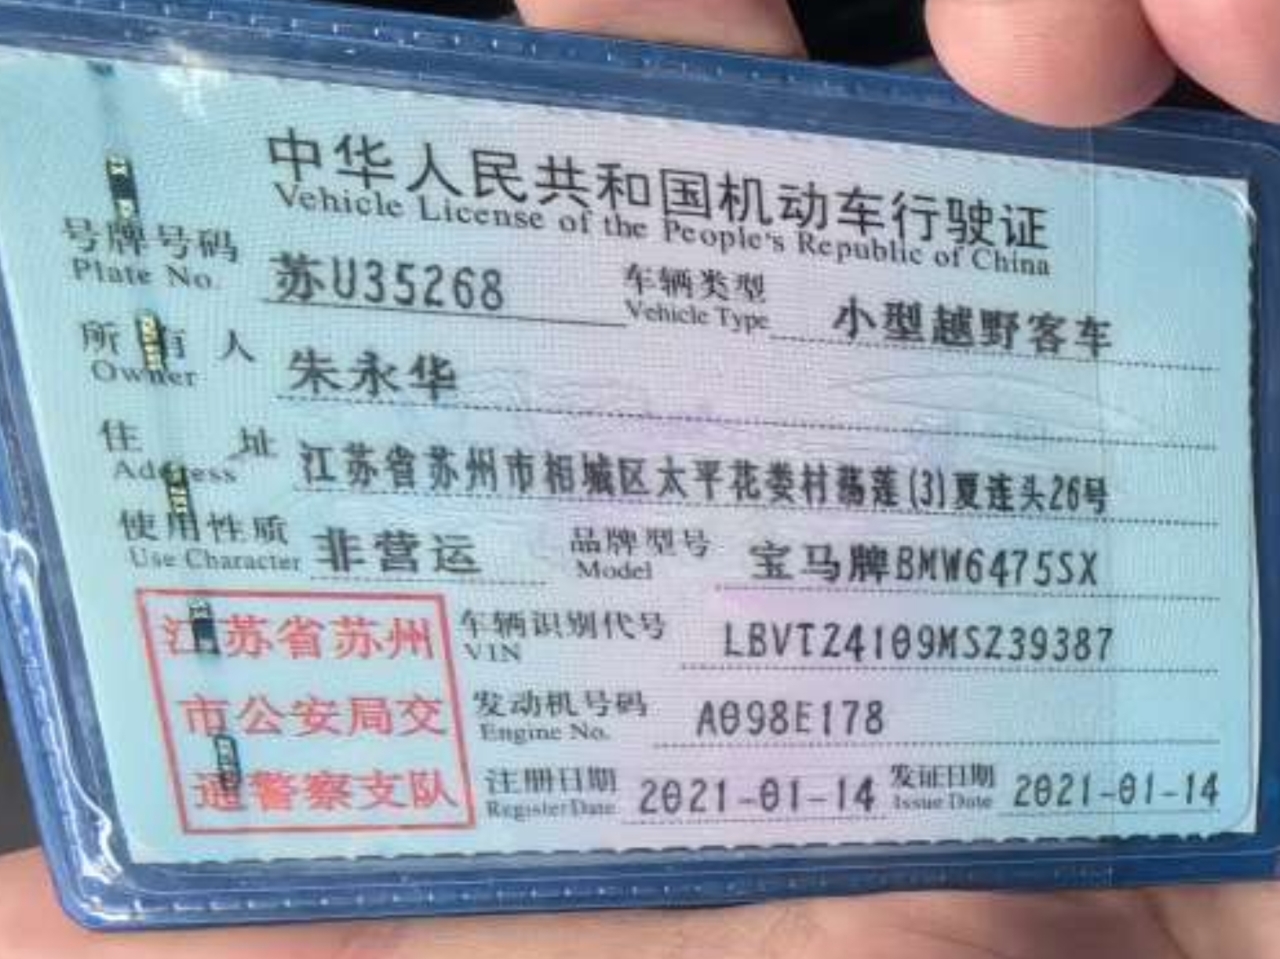 中华人民共和国机动车行驶证
Vehicle License of the People's Republic of China
号牌号码 苏U35268 车辆类型 小型越野客车
Plate No. Vehicle Type
所有人 朱永华
Owner
住址 江苏省苏州市相城区太平花娄村荡莲(3)夏连头26号
Address
使用性质 非营运 品牌型号 宝马牌BMW6475SX
Use Character Model
江苏省苏州 车辆识别代号 LBVTZ4109MSZ39387
VIN
市公安局交 发动机号码 A098E178
Engine No.
通警察支队 注册日期 2021-01-14 发证日期 2021-01-14
Register Date Issue Date